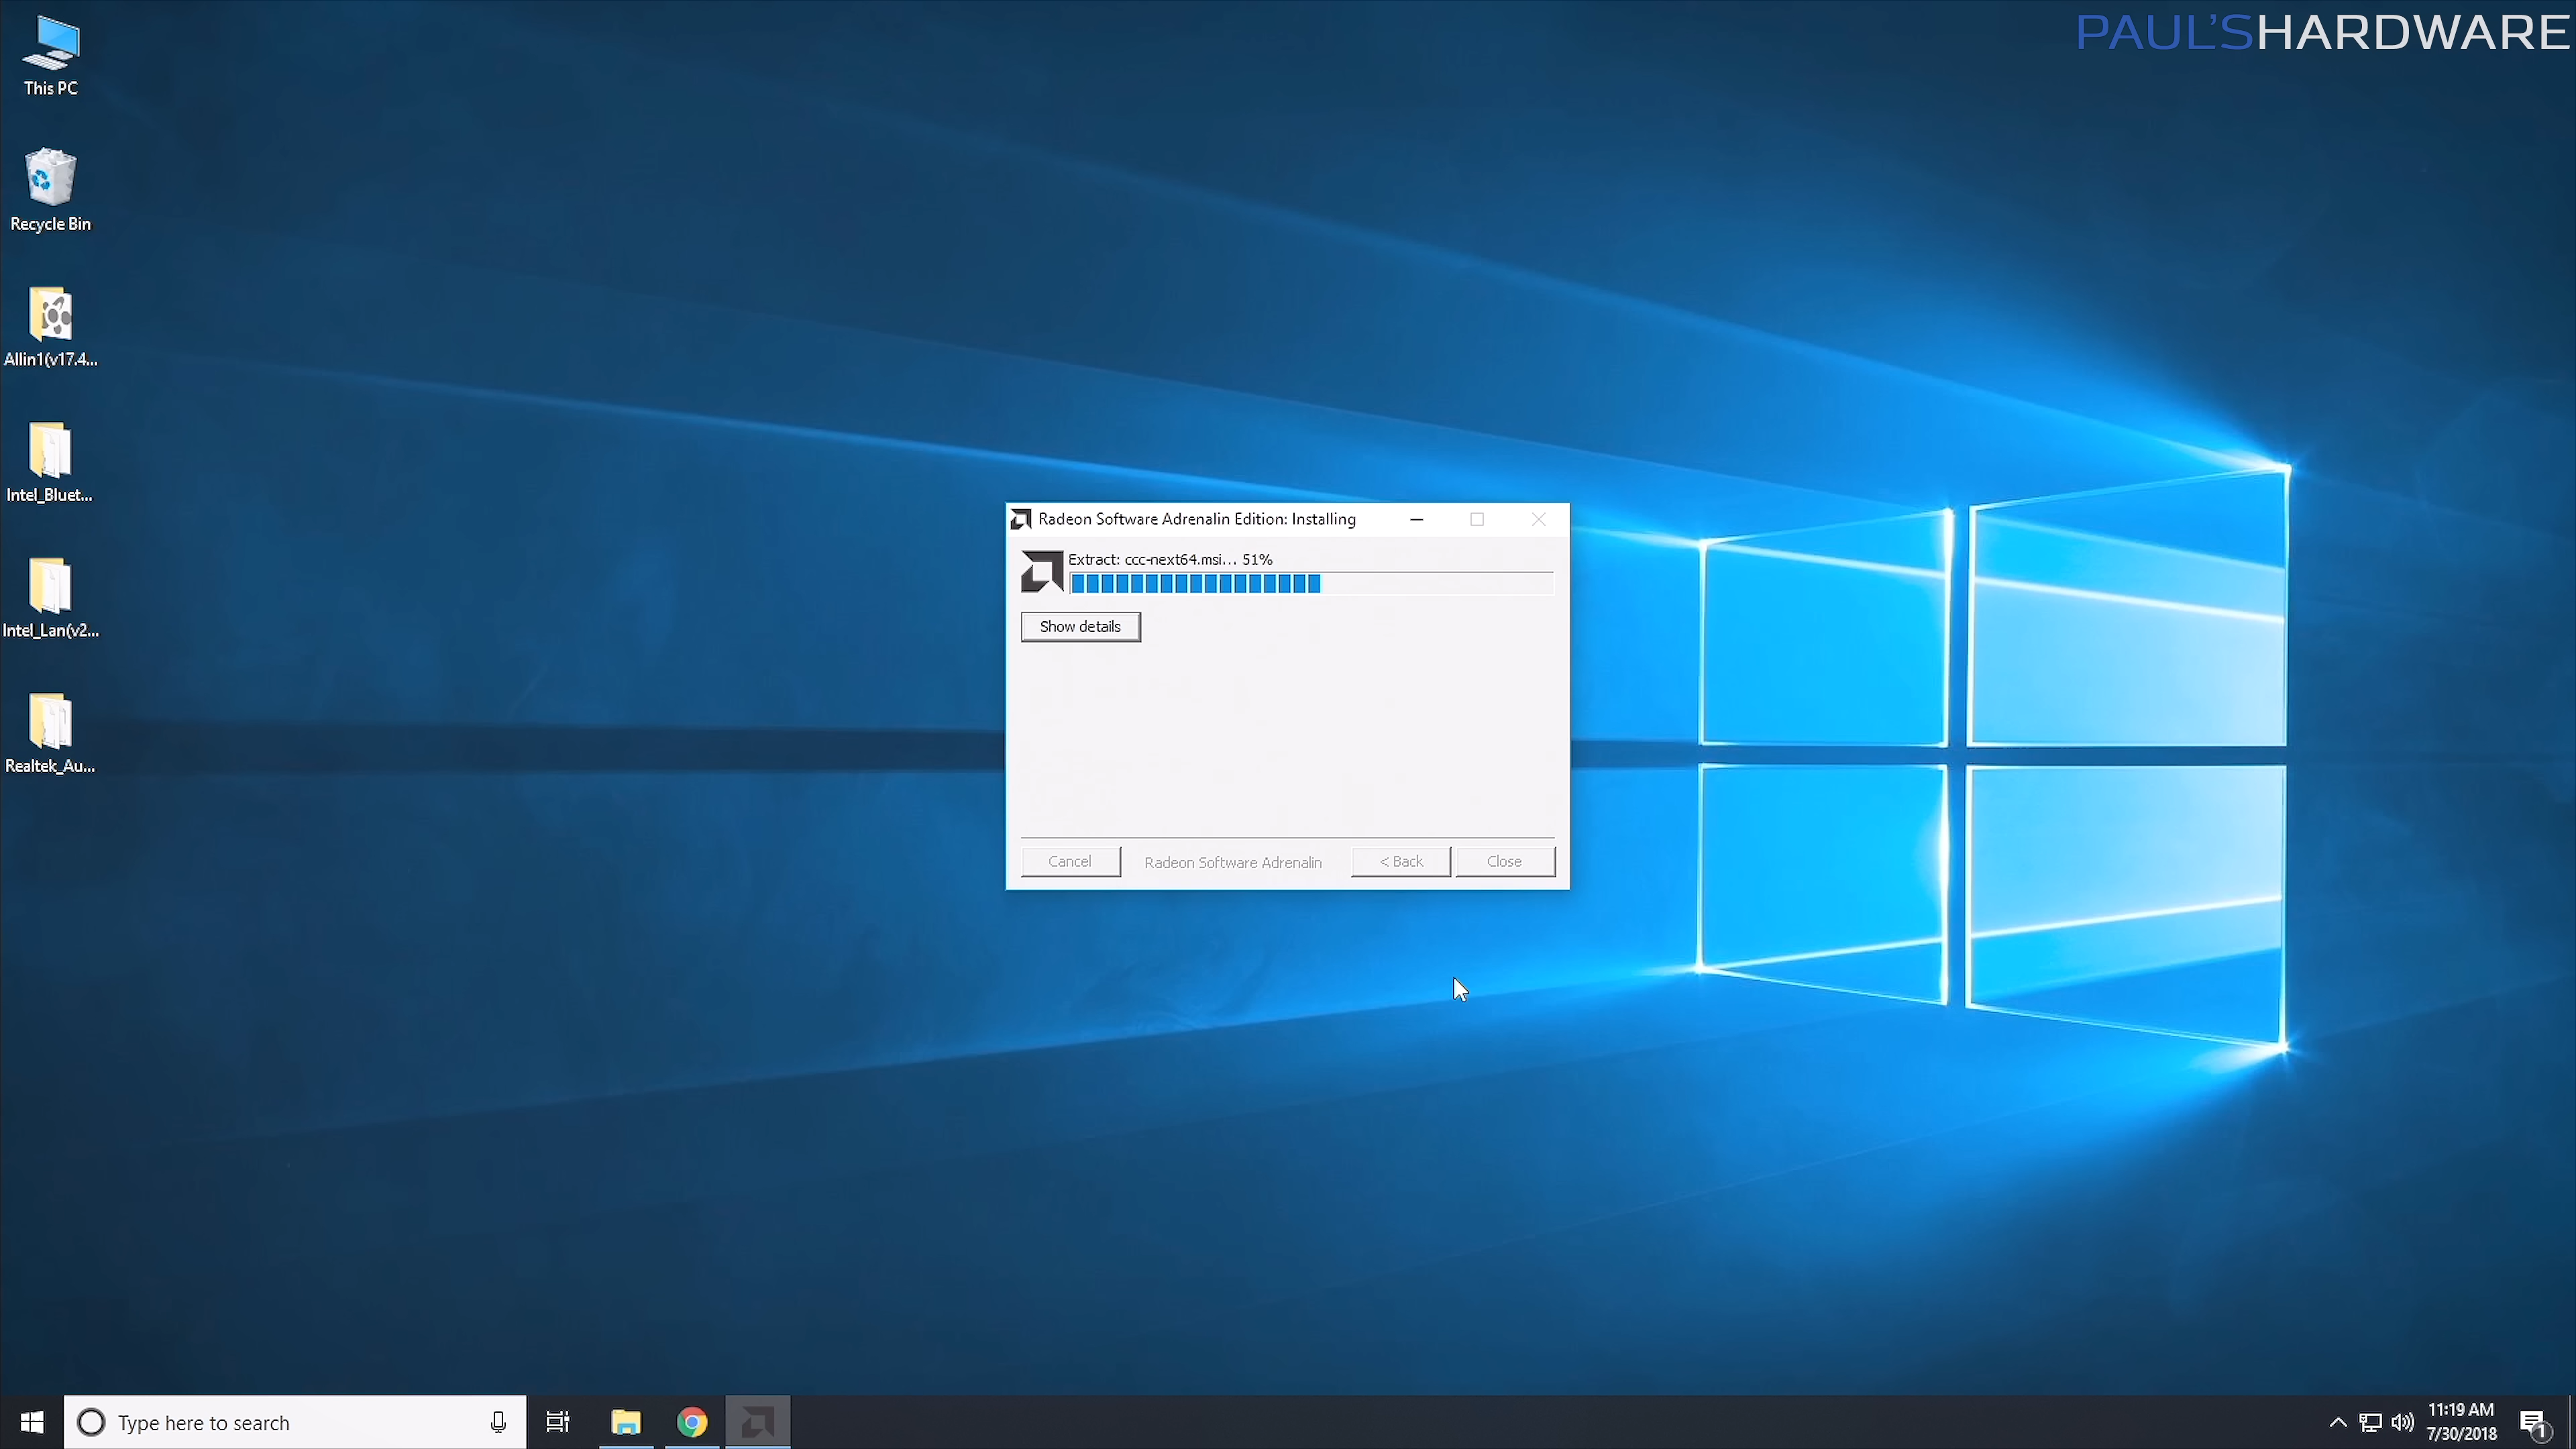 PAUL'SHARDWARE
This PC
Recycle Bin
Allin1(v17.4...
Intel_Bluet...
Intel_Lan(v2...
Realtek_Au...
Radeon Software Adrenalin Edition: Installing
Extract: ccc-next64.msi... 51%
Show details
Cancel
Radeon Software Adrenalin
< Back
Close
Type here to search
11:19 AM
7/30/2018
1